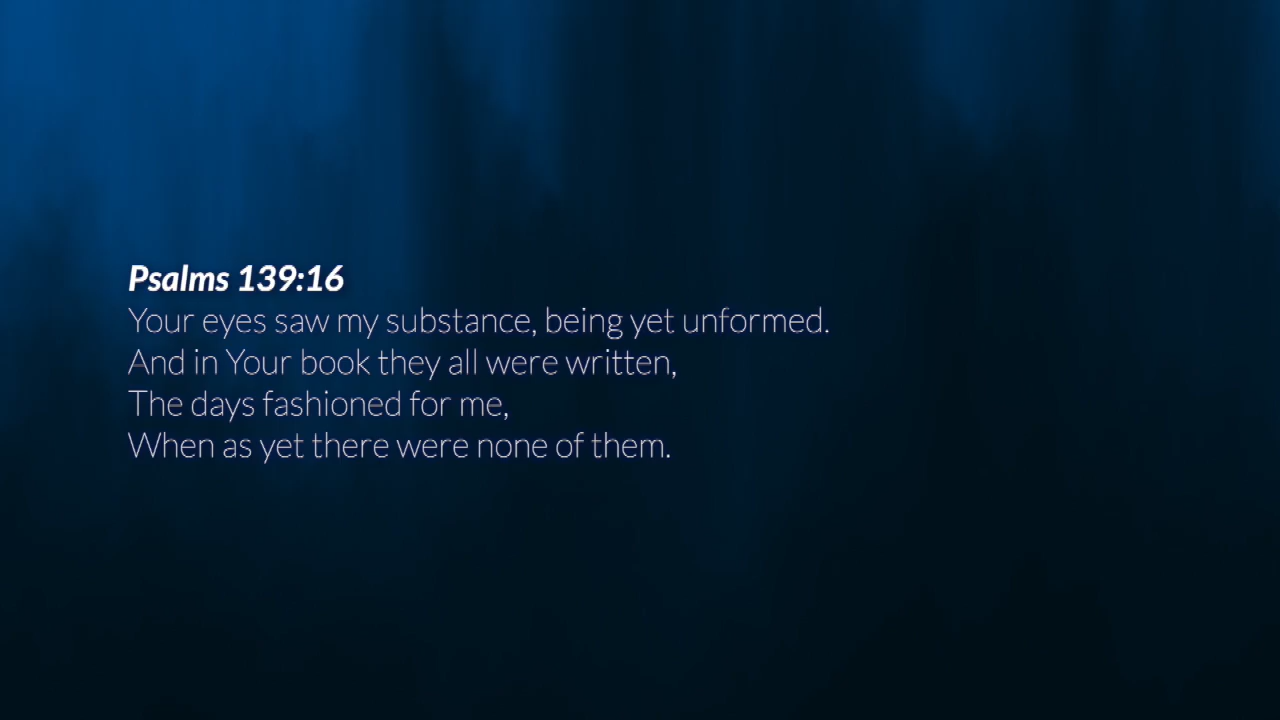 Psalms 139:16
Your eyes saw my substance, being yet unformed.
And in Your book they all were written,
The days fashioned for me,
When as yet there were none of them.